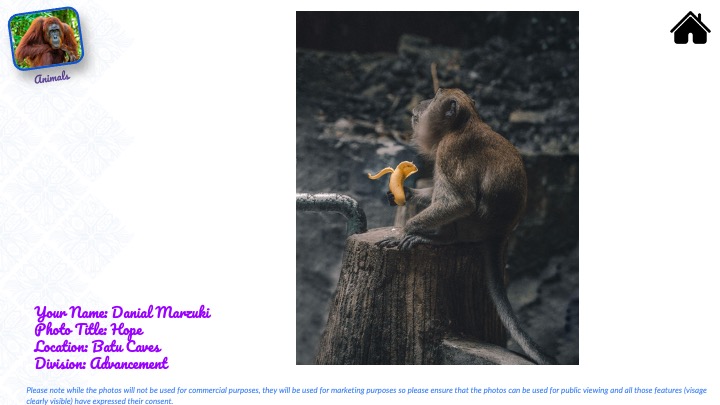 Animals
Your Name: Danial Marzuki
Photo Title: Hope
Location: Batu Caves
Division: Advancement
Please note while the photos will not be used for commercial purposes, they will be used for marketing purposes so please ensure that the photos can be used for public viewing and all those features (visage
clearly visible) have expressed their consent.